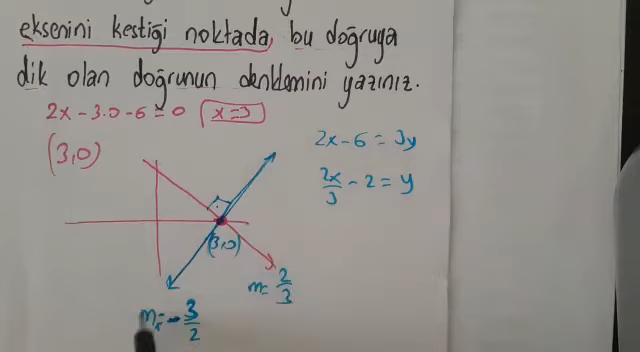 eksenini kestiği noktada, bu doğruya
dik olan doğrunun denklemini yazınız.
2x - 3.0 - 6 = 0 x = 3
(3,0)
2x - 6 = 3y
2x/3 - 2 = y
(3,0)
m = 2/3
m = - 3/2